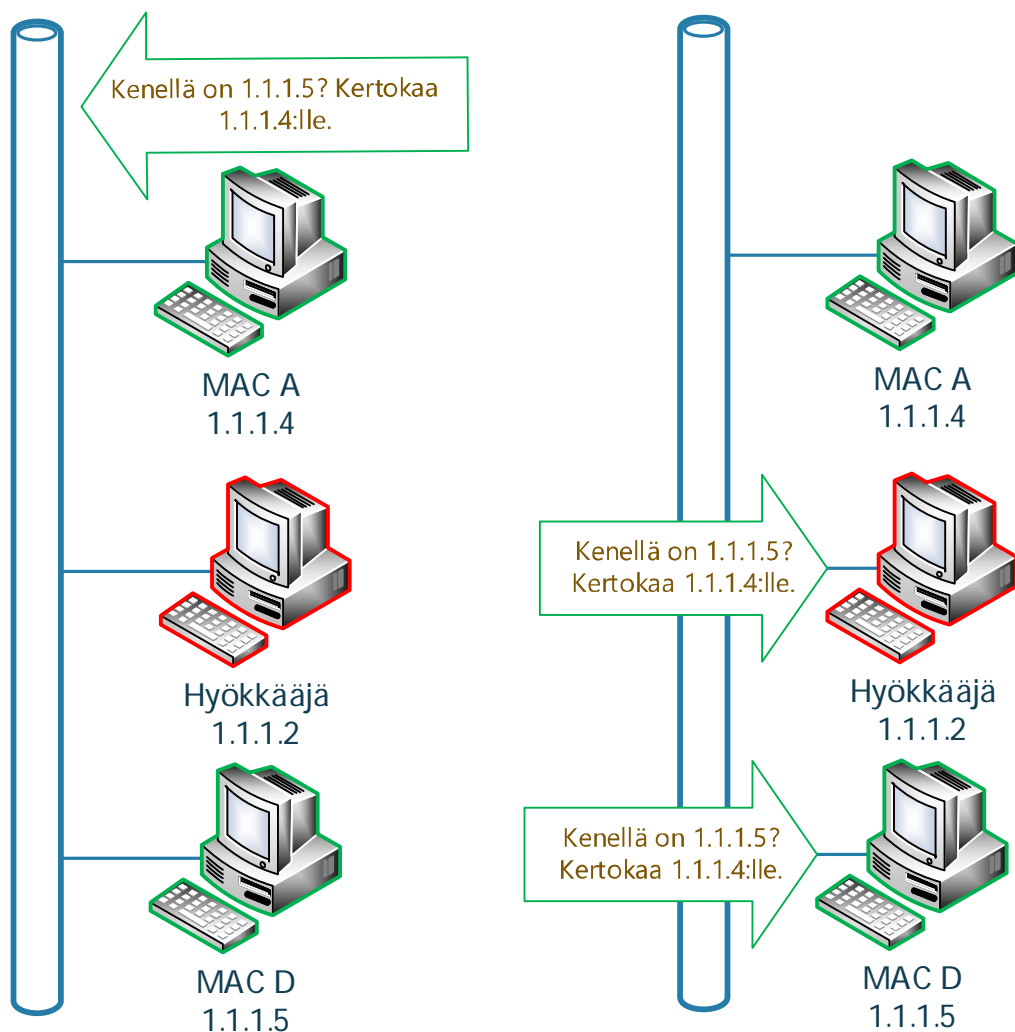 Kenellä on 1.1.1.5? Kertokaa
1.1.1.4:lle.
MAC A
1.1.1.4
Hyökkääjä
1.1.1.2
MAC D
1.1.1.5
MAC A
1.1.1.4
Kenellä on 1.1.1.5?
Kertokaa 1.1.1.4:lle.
Hyökkääjä
1.1.1.2
Kenellä on 1.1.1.5?
Kertokaa 1.1.1.4:lle.
MAC D
1.1.1.5